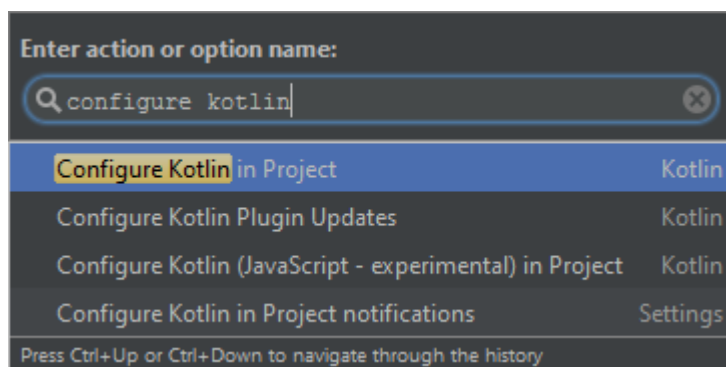 Enter action or option name:
configure kotlin
Configure Kotlin in Project Kotlin
Configure Kotlin Plugin Updates Kotlin
Configure Kotlin (JavaScript - experimental) in Project Kotlin
Configure Kotlin in Project notifications Settings
Press Ctrl+Up or Ctrl+Down to navigate through the history